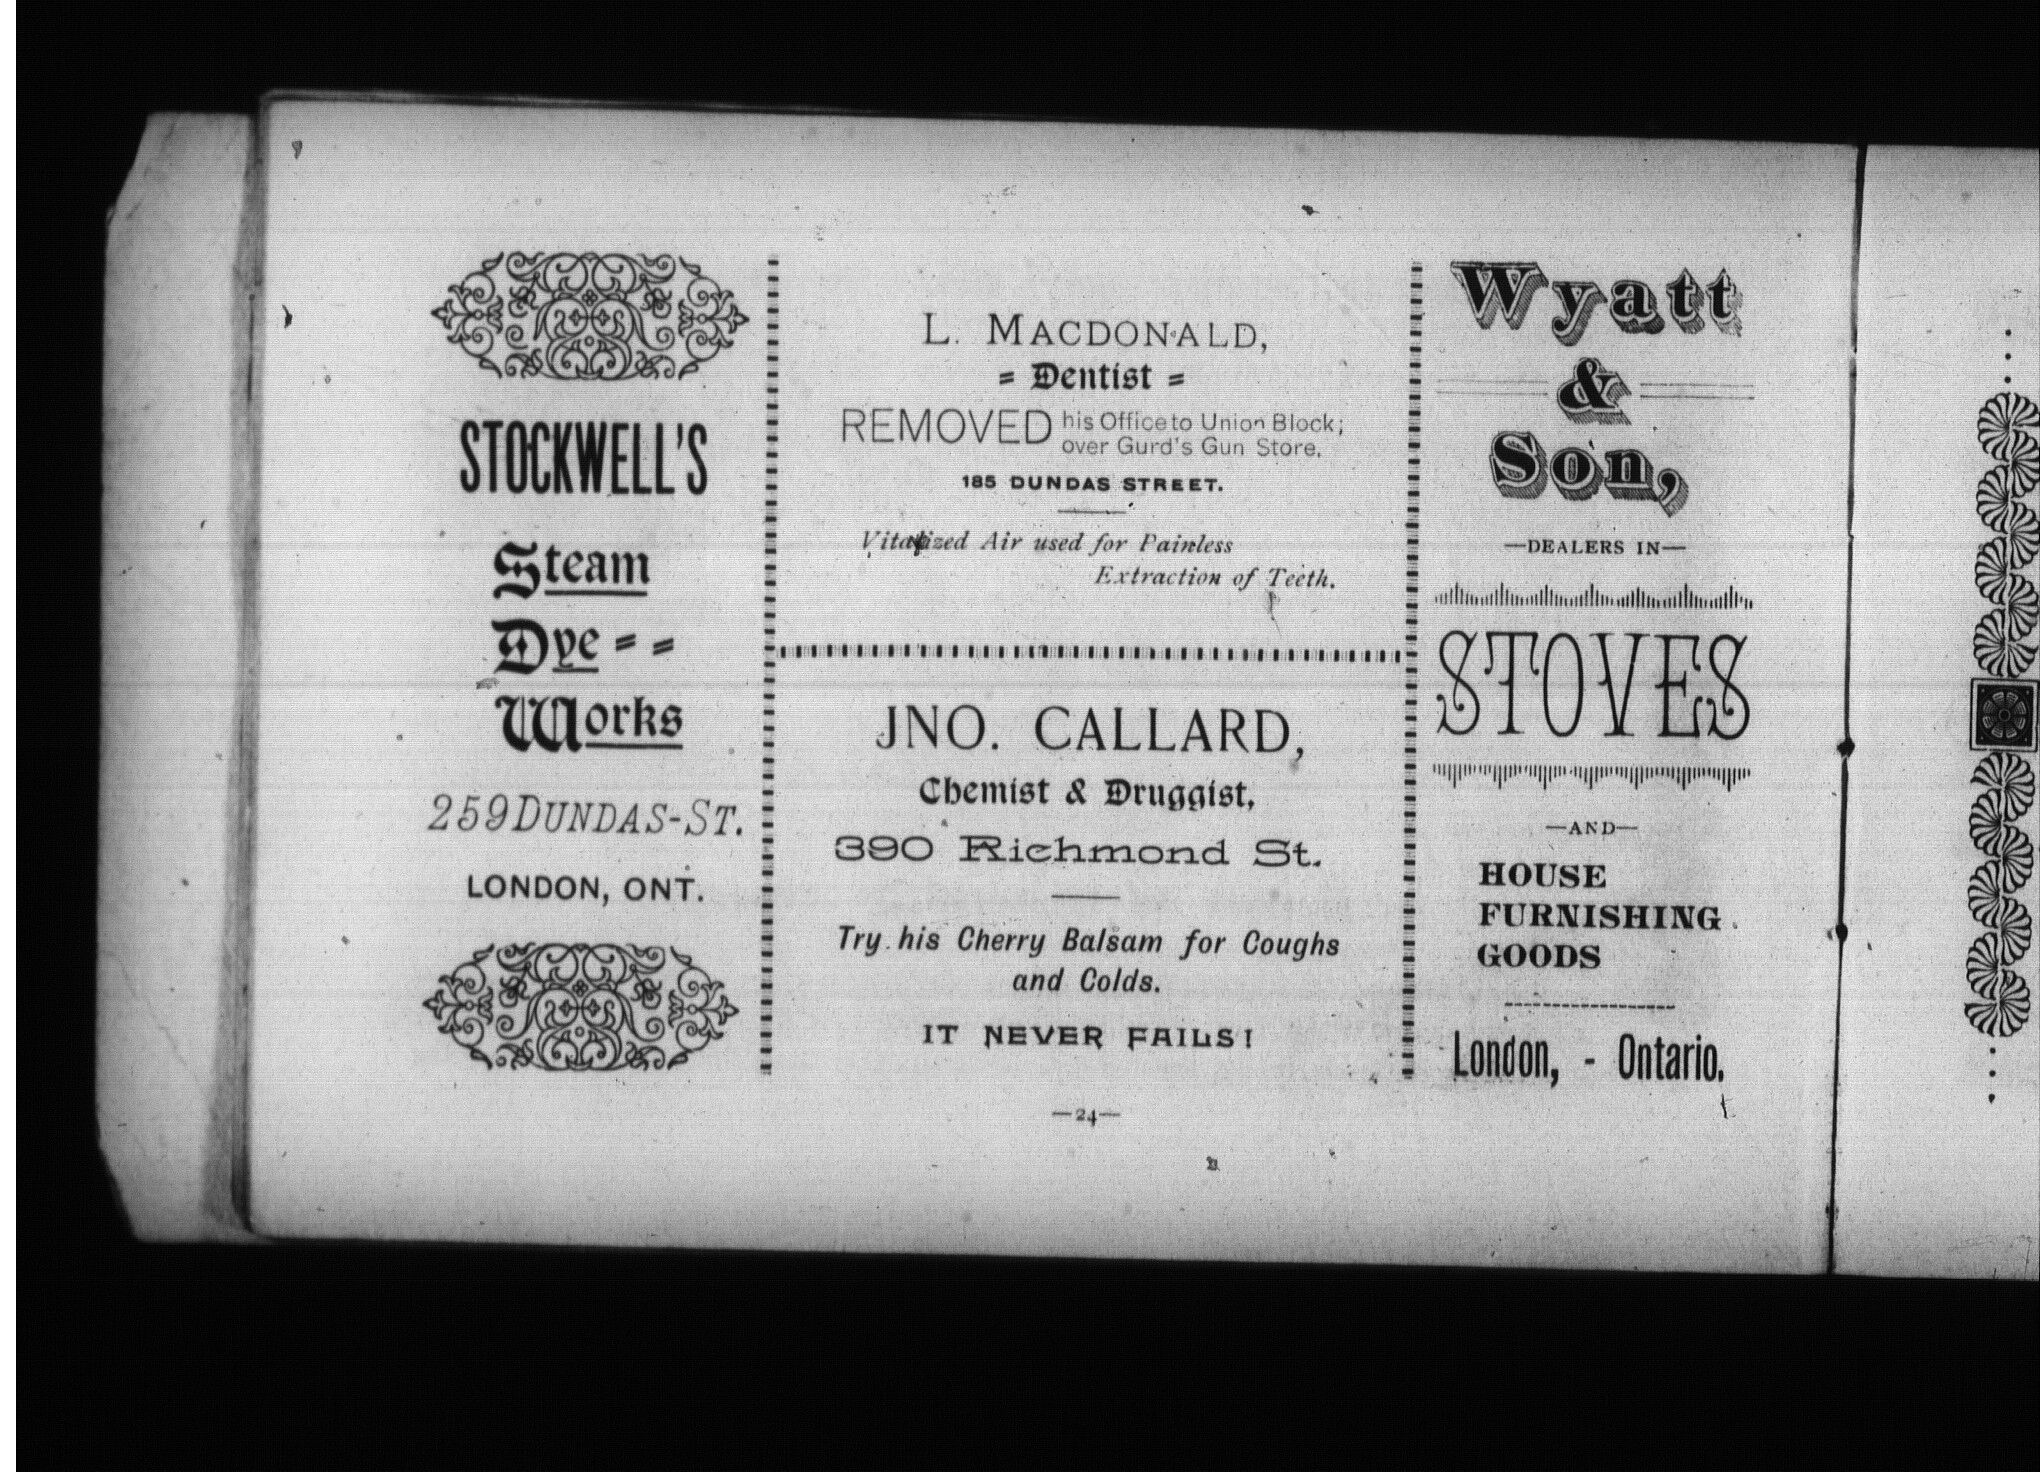 STOCKWELL'S
Steam
Dye
Works
259 DUNDAS-ST.
LONDON, ONT.
L. MACDONALD,
Dentist
REMOVED his Office to Union Block;
over Gurd's Gun Store.
185 DUNDAS STREET.
Vitalized Air used for Painless
Extraction of Teeth.
JNO. CALLARD,
Chemist & Druggist,
390 Richmond St.
Try his Cherry Balsam for Coughs
and Colds.
IT NEVER FAILS!
Wyatt
&
Son,
—DEALERS IN—
STOVES
—AND—
HOUSE
FURNISHING
GOODS
London, - Ontario.
—24—